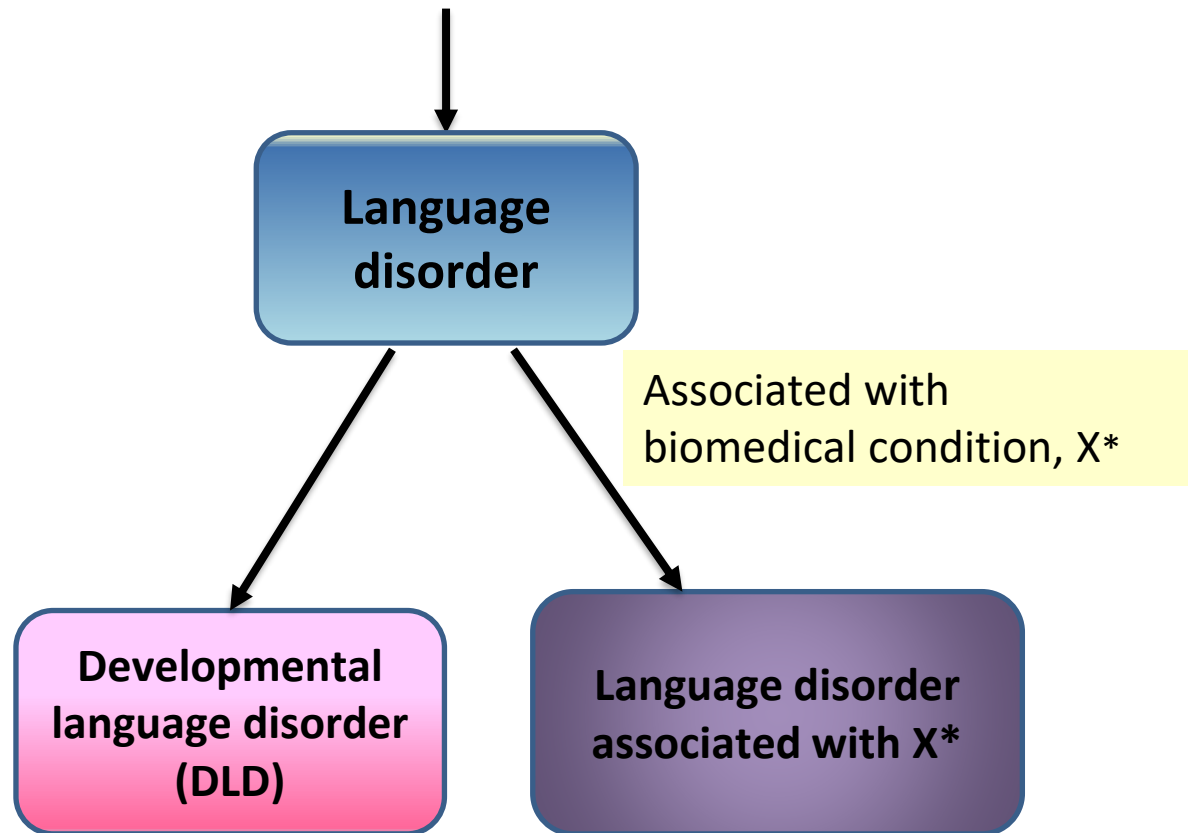 Language
disorder
Associated with
biomedical condition, X*
Developmental
language disorder
(DLD)
Language disorder
associated with X*